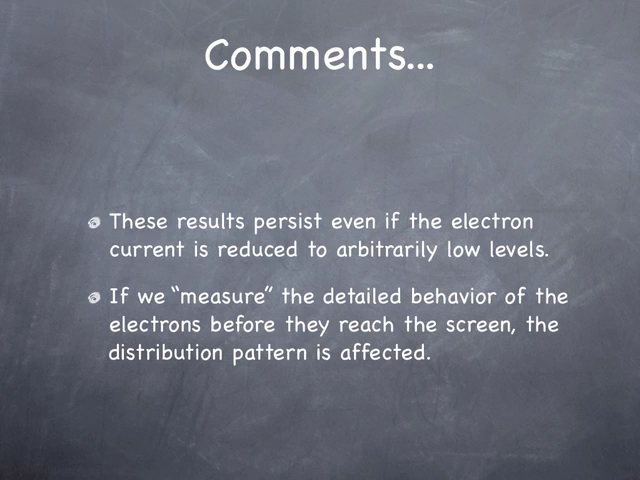 Comments...
These results persist even if the electron
current is reduced to arbitrarily low levels.
If we “measure” the detailed behavior of the
electrons before they reach the screen, the
distribution pattern is affected.